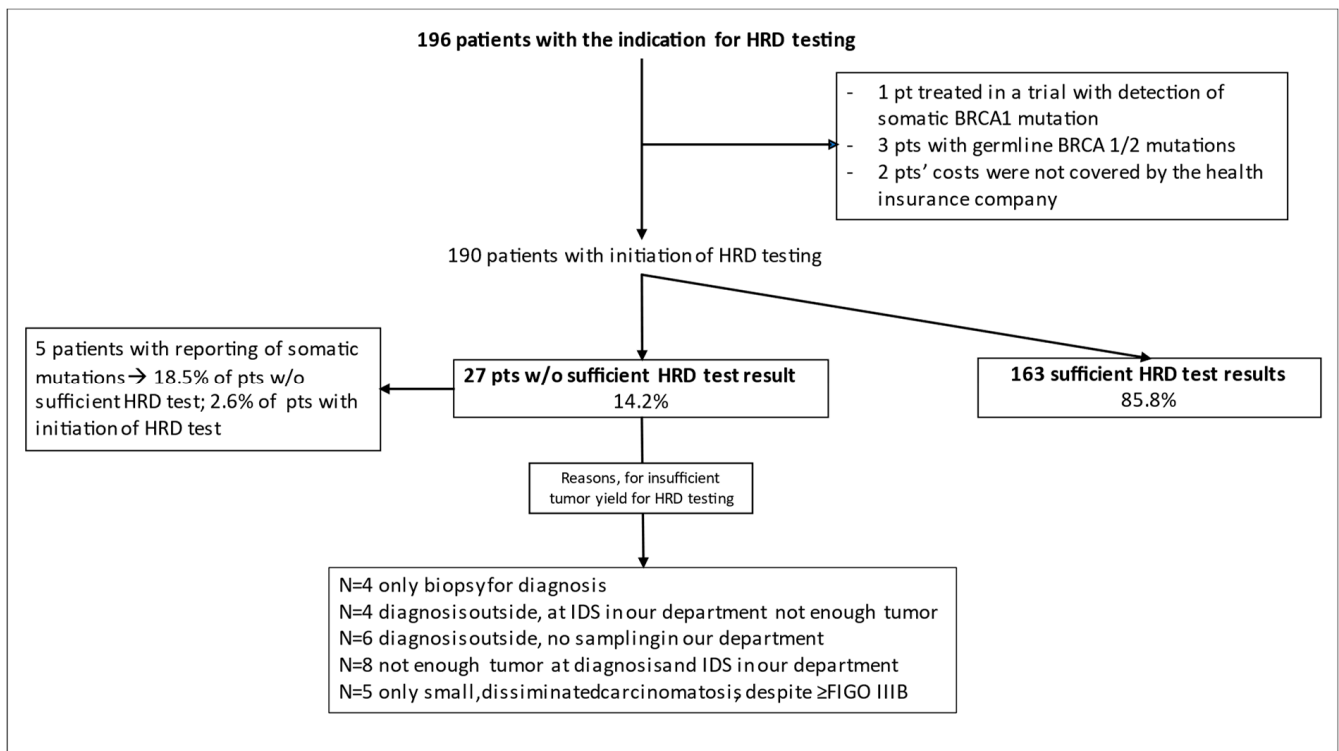 196 patients with the indication for HRD testing
- 1 pt treated in a trial with detection of
somatic BRCA1 mutation
- 3 pts with germline BRCA 1/2 mutations
- 2 pts' costs were not covered by the health
insurance company
190 patients with initiation of HRD testing
5 patients with reporting of somatic
mutations → 18.5% of pts w/o
sufficient HRD test; 2.6% of pts with
initiation of HRD test
27 pts w/o sufficient HRD test result
14.2%
163 sufficient HRD test results
85.8%
Reasons, for insufficient
tumor yield for HRD testing
N=4 only biopsy for diagnosis
N=4 diagnosis outside, at IDS in our department not enough tumor
N=6 diagnosis outside, no sampling in our department
N=8 not enough tumor at diagnosis and IDS in our department
N=5 only small, dissiminated carcinomatosis, despite ≥FIGO IIIB